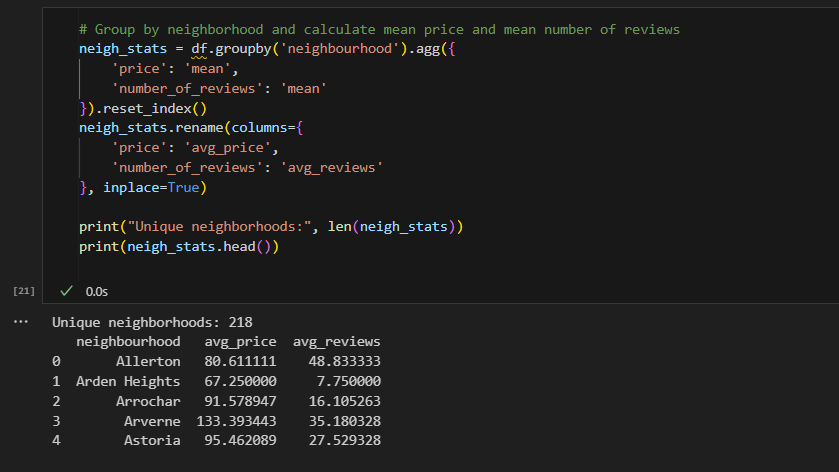 # Group by neighborhood and calculate mean price and mean number of reviews
neigh_stats = df.groupby('neighbourhood').agg({
    'price': 'mean',
    'number_of_reviews': 'mean'
}).reset_index()
neigh_stats.rename(columns={
    'price': 'avg_price',
    'number_of_reviews': 'avg_reviews'
}, inplace=True)

print("Unique neighborhoods:", len(neigh_stats))
print(neigh_stats.head())
[21] ✓ 0.0s
... Unique neighborhoods: 218
   neighbourhood   avg_price  avg_reviews
0       Allerton   80.611111    48.833333
1  Arden Heights   67.250000     7.750000
2       Arrochar   91.578947    16.105263
3        Arverne  133.393443    35.180328
4        Astoria   95.462089    27.529328